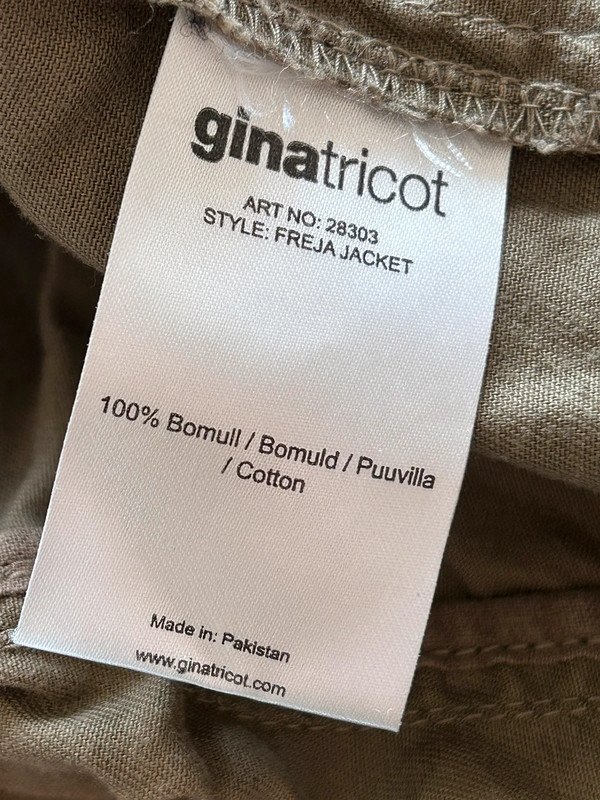 ginatricot
ART NO: 28303
STYLE: FREJA JACKET
100% Bomull / Bomuld / Puuvilla
/ Cotton
Made in: Pakistan
www.ginatricot.com